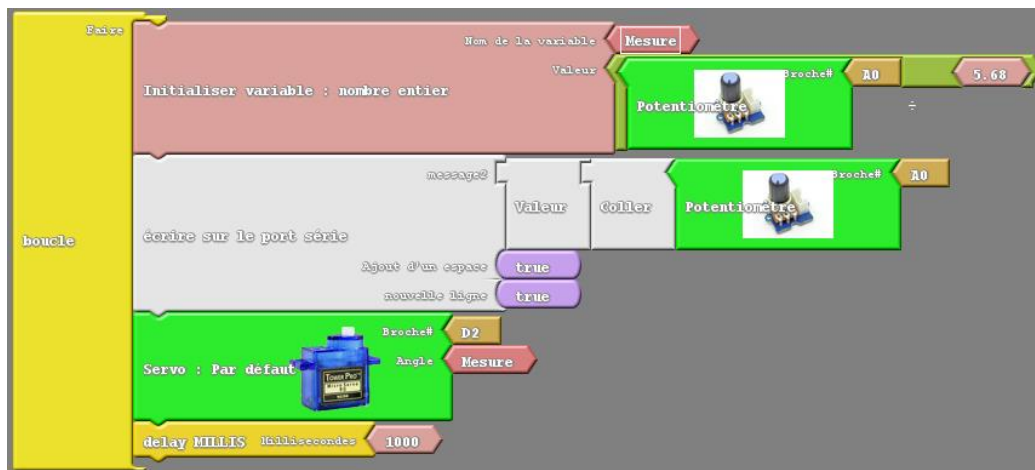 Faire
Nom de la variable Mesure
Valeur Broche# A0 5.68
Initialiser variable : nombre entier
Potentiomètre ÷
message2
Broche# A0
Valeur Coller Potentiomètre
écrire sur le port série
boucle
Ajout d'un espace true
nouvelle ligne true
Broche# D2
Angle Mesure
Servo : Par défaut
TOWER PRO
delay MILLIS Millisecondes 1000